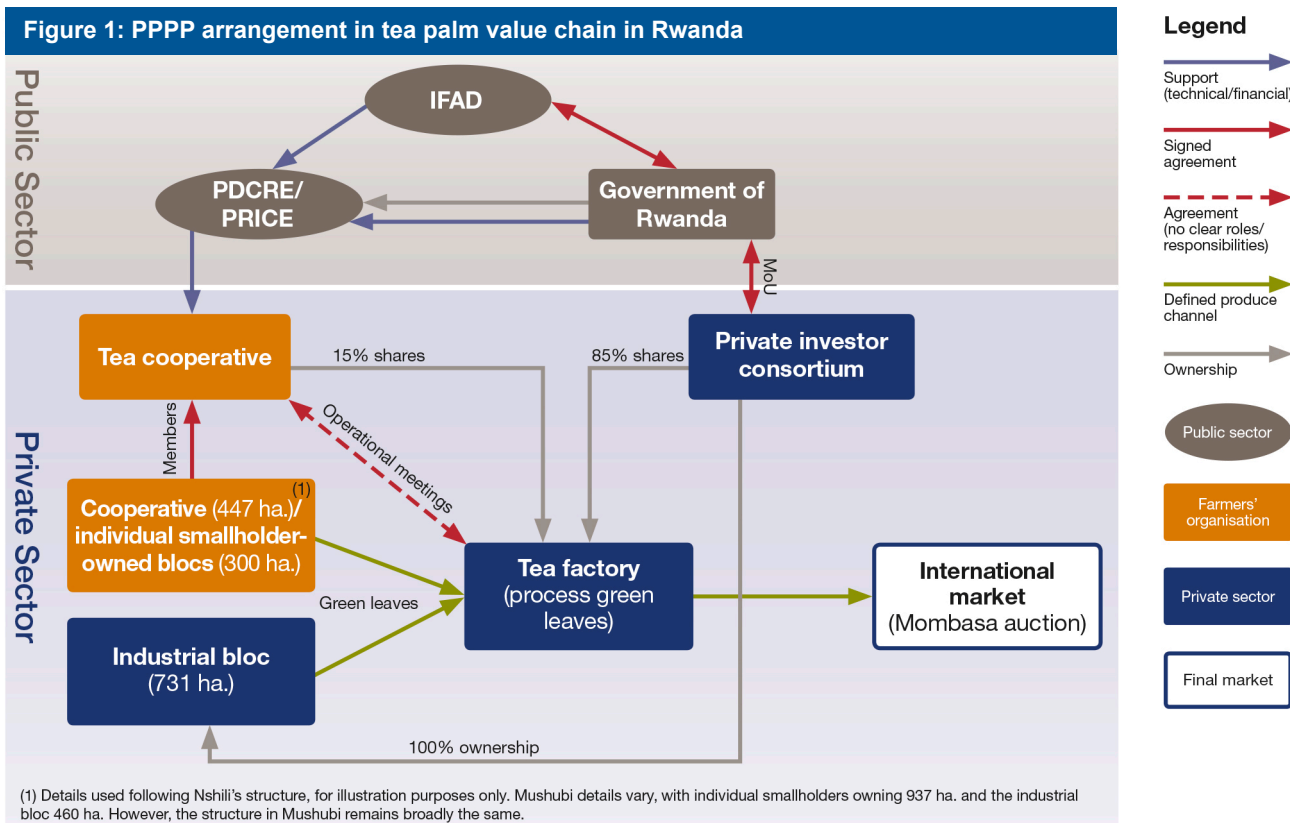 Figure 1: PPPP arrangement in tea palm value chain in Rwanda
Public Sector
IFAD
PDCRE/
PRICE
Government of
Rwanda
MoU
Private Sector
Tea cooperative
15% shares
85% shares
Private investor
consortium
Members
Operational meetings
(1)
Cooperative (447 ha.)/
individual smallholder-
owned blocs (300 ha.)
Green leaves
Tea factory
(process green
leaves)
International
market
(Mombasa auction)
Industrial bloc
(731 ha.)
100% ownership
(1) Details used following Nshili's structure, for illustration purposes only. Mushubi details vary, with individual smallholders owning 937 ha. and the industrial
bloc 460 ha. However, the structure in Mushubi remains broadly the same.
Legend
Support
(technical/financial)
Signed
agreement
Agreement
(no clear roles/
responsibilities)
Defined produce
channel
Ownership
Public sector
Farmers'
organisation
Private sector
Final market